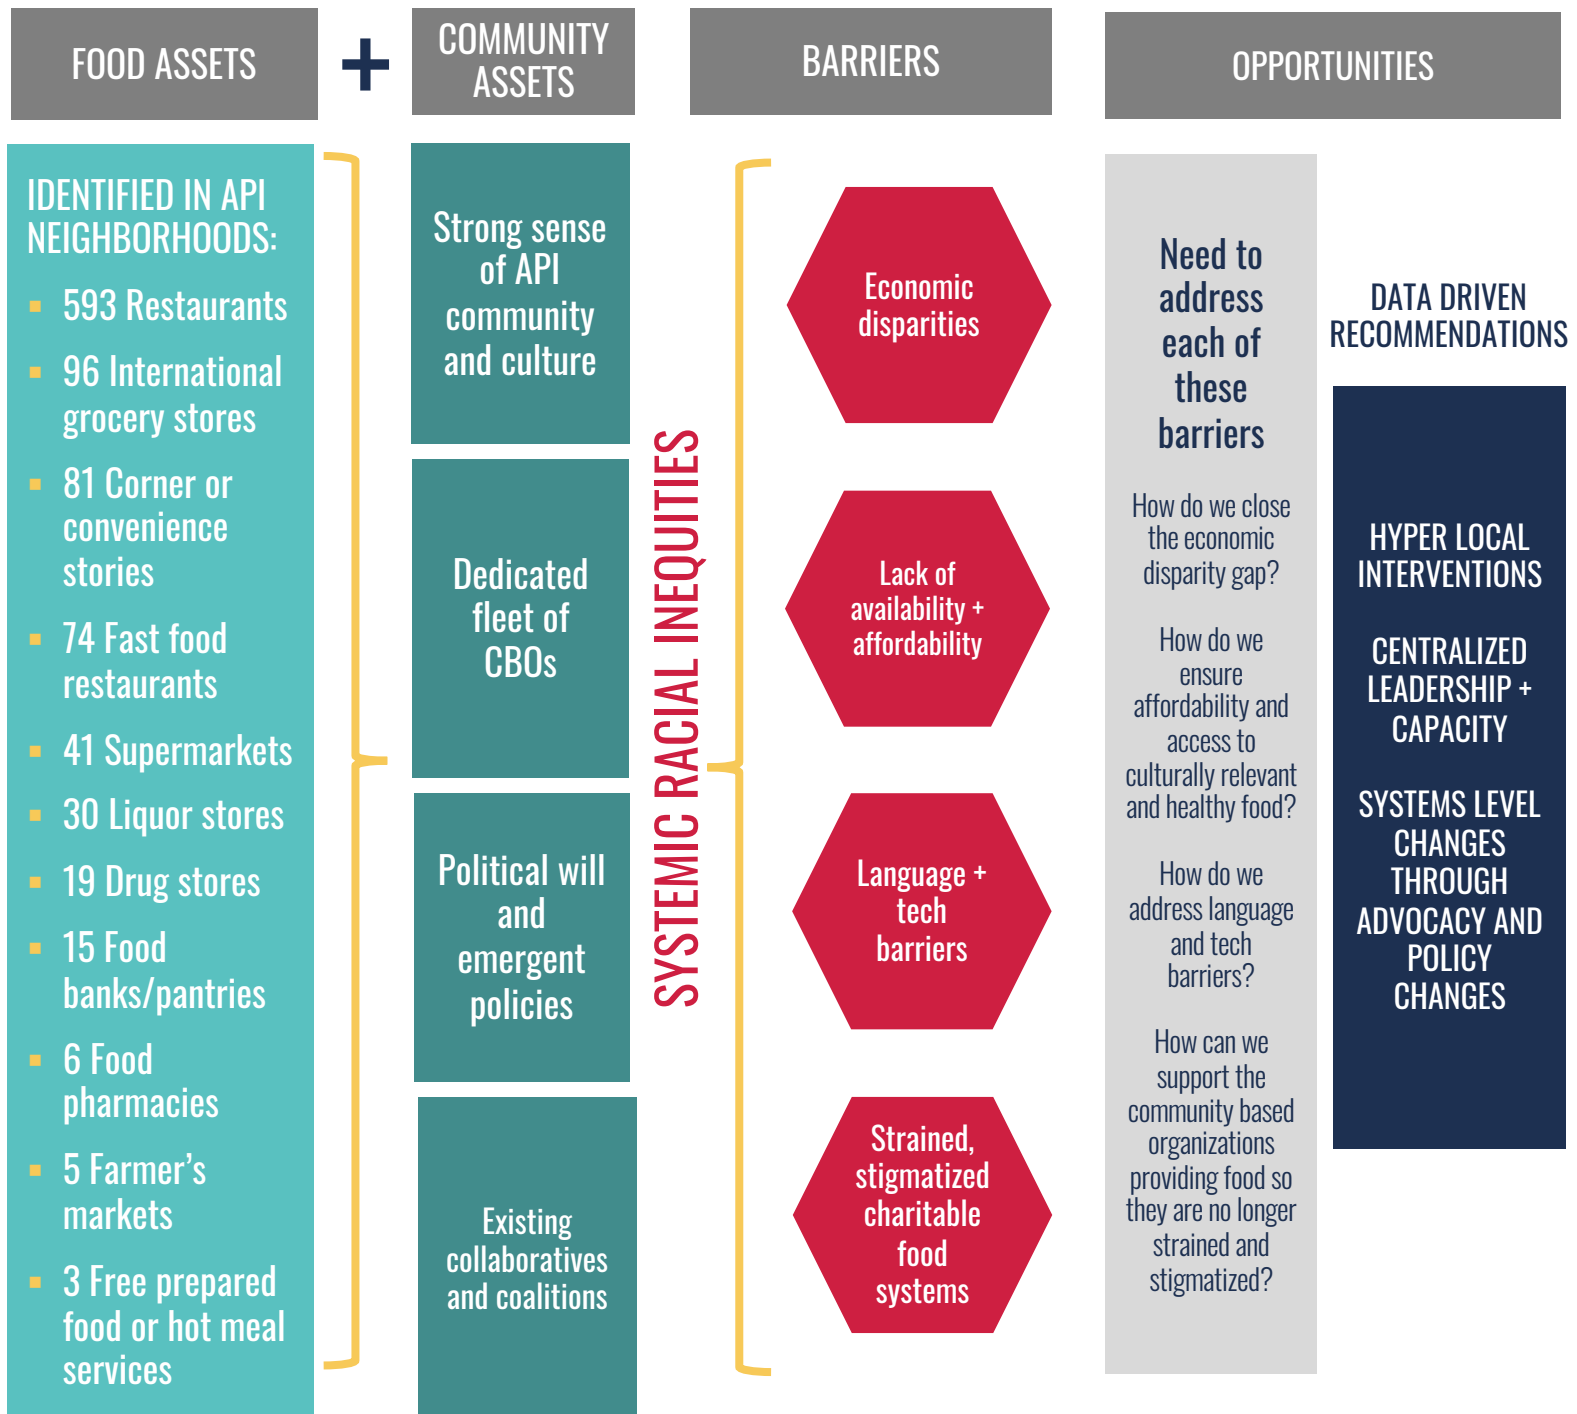 FOOD ASSETS
+
COMMUNITY
ASSETS
BARRIERS
OPPORTUNITIES
IDENTIFIED IN API
NEIGHBORHOODS:
593 Restaurants
96 International
grocery stores
81 Corner or
convenience
stories
74 Fast food
restaurants
41 Supermarkets
30 Liquor stores
19 Drug stores
15 Food
banks/pantries
6 Food
pharmacies
5 Farmer's
markets
3 Free prepared
food or hot meal
services
Strong sense
of API
community
and culture
Dedicated
fleet of
CBOs
Political will
and
emergent
policies
Existing
collaboratives
and coalitions
SYSTEMIC RACIAL INEQUITIES
Economic
disparities
Lack of
availability +
affordability
Language +
tech
barriers
Strained,
stigmatized
charitable
food
systems
Need to
address
each of
these
barriers
How do we close
the economic
disparity gap?
How do we
ensure
affordability and
access to
culturally relevant
and healthy food?
How do we
address language
and tech
barriers?
How can we
support the
community based
organizations
providing food so
they are no longer
strained and
stigmatized?
DATA DRIVEN
RECOMMENDATIONS
HYPER LOCAL
INTERVENTIONS
CENTRALIZED
LEADERSHIP +
CAPACITY
SYSTEMS LEVEL
CHANGES
THROUGH
ADVOCACY AND
POLICY
CHANGES